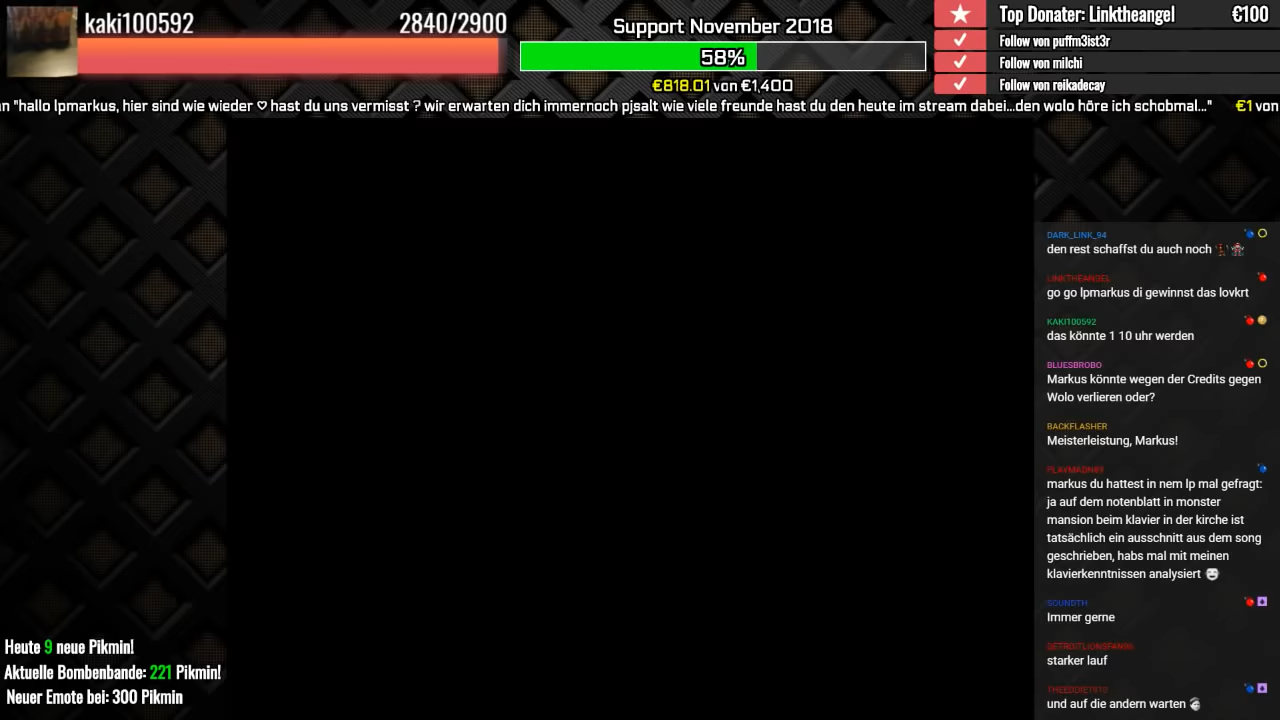 kaki100592
2840/2900
Support November 2018
58%
€818.01 von €1,400
Top Donater: Linktheangel €100
Follow von puffm3ist3r
Follow von milchi
Follow von reikadecay
"hallo lpmarkus, hier sind wie wieder ♡ hast du uns vermisst ? wir erwarten dich immernoch pjsalt wie viele freunde hast du den heute im stream dabei...den wolo höre ich schobmal..." €1 von
DARK_LINK_94
den rest schaffst du auch noch
LINKTHEANGEL
go go lpmarkus di gewinnst das lovkrt
KAKI100592
das könnte 1 10 uhr werden
BLUESBROBO
Markus könnte wegen der Credits gegen
Wolo verlieren oder?
BACKFLASHER
Meisterleistung, Markus!
PLAYMADN89
markus du hattest in nem lp mal gefragt:
ja auf dem notenblatt in monster
mansion beim klavier in der kirche ist
tatsächlich ein ausschnitt aus dem song
geschrieben, habs mal mit meinen
klavierkenntnissen analysiert
SOUNDTH
Immer gerne
starker lauf
und auf die andern warten
Heute 9 neue Pikmin!
Aktuelle Bombenbande: 221 Pikmin!
Neuer Emote bei: 300 Pikmin